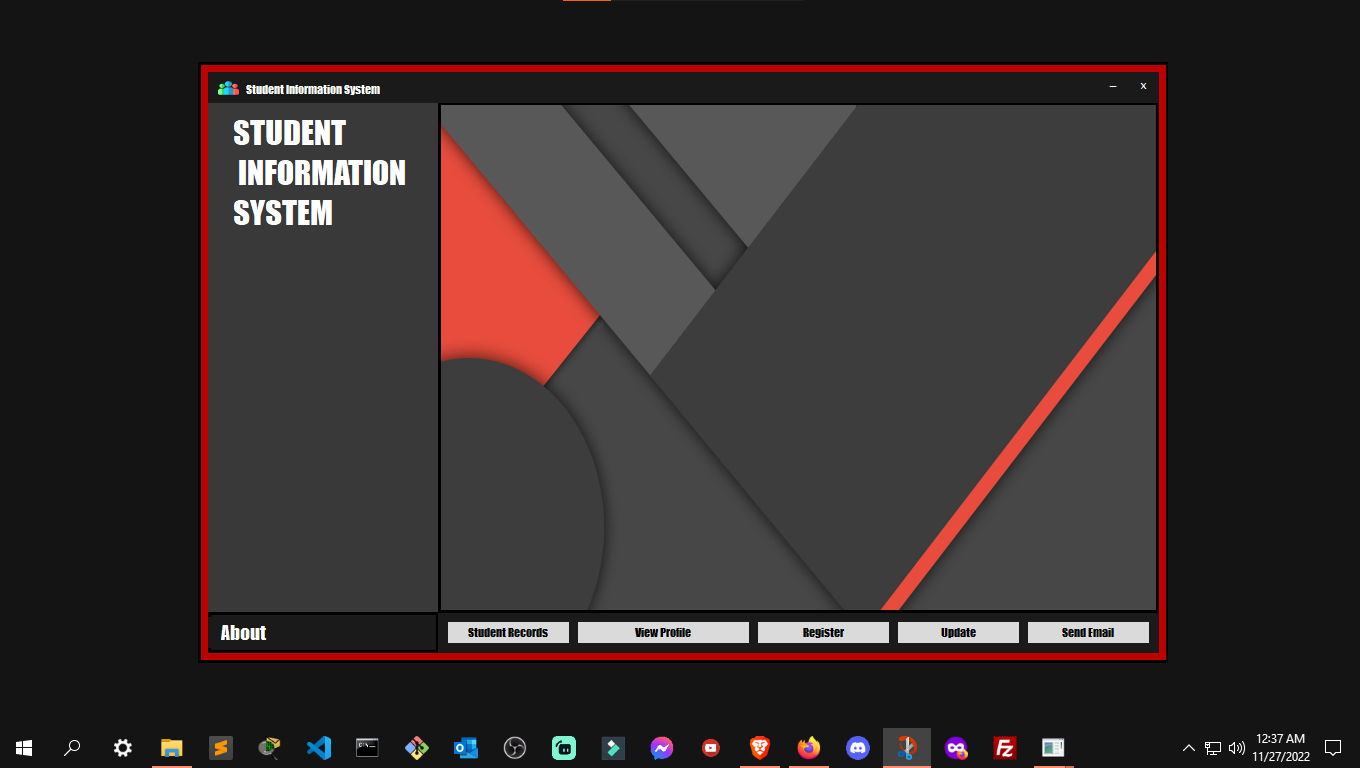 Student Information System
– x
STUDENT
INFORMATION
SYSTEM
About
Student Records
View Profile
Register
Update
Send Email
12:37 AM
11/27/2022